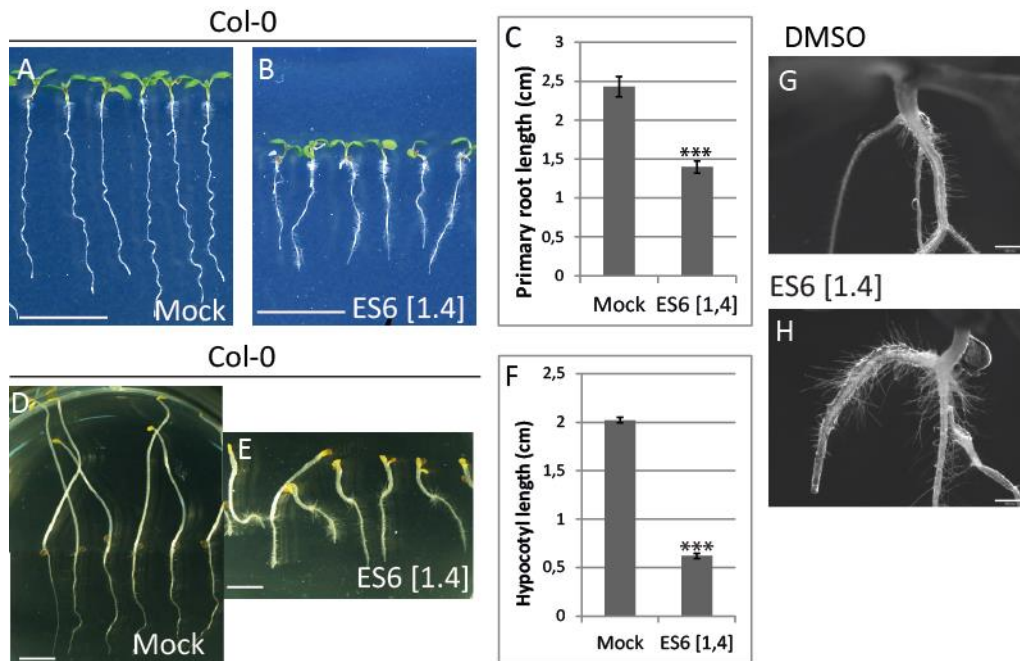 Col-0
A
Mock
B
ES6 [1.4]
C
Primary root length (cm)
3
2,5
2
1,5
1
0,5
0
***
Mock ES6 [1,4]
DMSO
G
ES6 [1.4]
H
Col-0
D
Mock
E
ES6 [1.4]
F
Hypocotyl length (cm)
2,5
2
1,5
1
0,5
0
***
Mock ES6 [1,4]